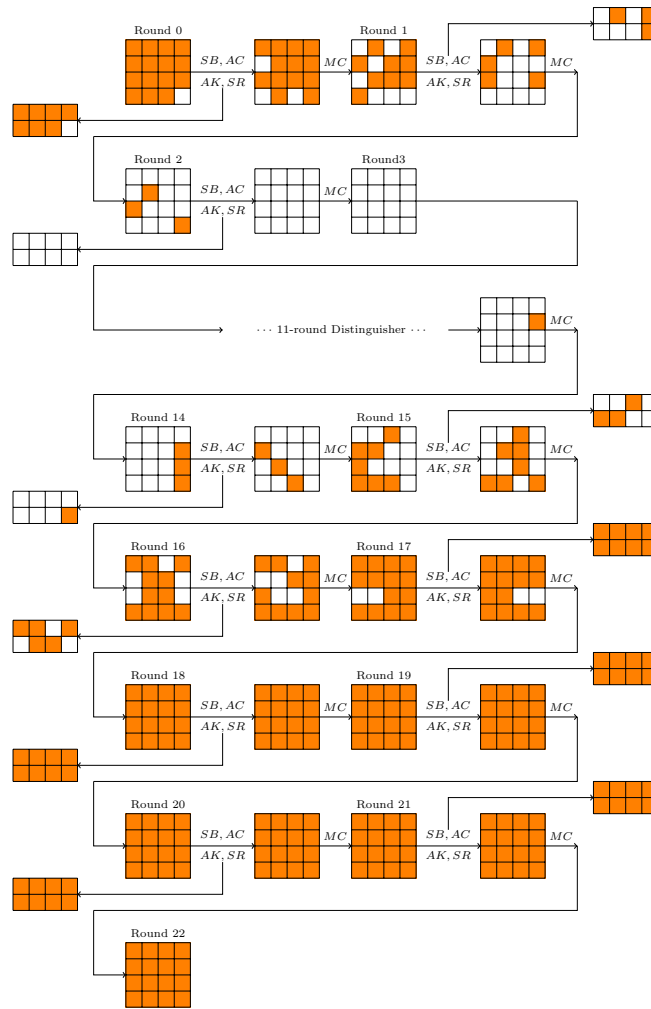 Round 0
Round 1
SB, AC
MC
SB, AC
MC
AK, SR
AK, SR
Round 2
Round3
SB, AC
MC
AK, SR
··· 11-round Distinguisher ···
MC
Round 14
Round 15
SB, AC
MC
SB, AC
MC
AK, SR
AK, SR
Round 16
Round 17
SB, AC
MC
SB, AC
MC
AK, SR
AK, SR
Round 18
Round 19
SB, AC
MC
SB, AC
MC
AK, SR
AK, SR
Round 20
Round 21
SB, AC
MC
SB, AC
MC
AK, SR
AK, SR
Round 22